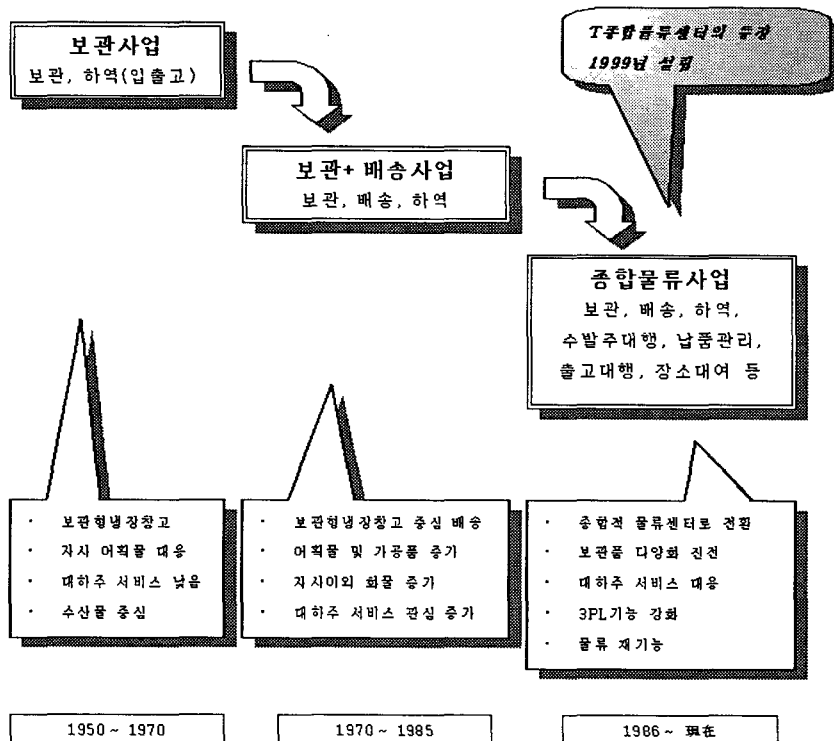 보관사업
보관, 하역(입출고)
T종합물류센터의 등장
1999년 설립
보관+ 배송사업
보관, 배송, 하역
종합물류사업
보관, 배송, 하역,
수발주대행, 납품관리,
출고대행, 장소대여 등
· 보관형냉장창고
· 자사 어획물 대응
· 대하주 서비스 낮음
· 수산물 중심
· 보관형냉장창고 중심 배송
· 어획물 및 가공품 증가
· 자사이외 화물 증가
· 대하주 서비스 관심 증가
· 종합적 물류센터로 전환
· 보관품 다양화 진전
· 대하주 서비스 대응
· 3PL기능 강화
· 물류 재기능
1950 ~ 1970
1970 ~ 1985
1986 ~ 現在